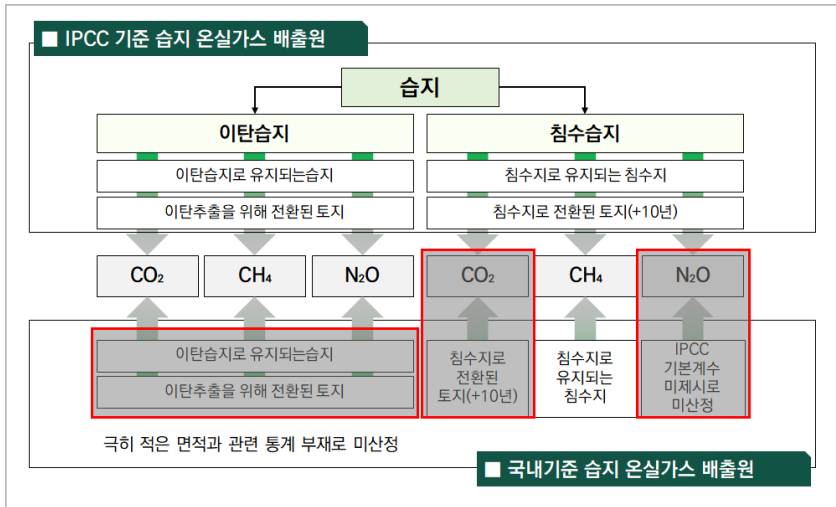 ■ IPCC 기준 습지 온실가스 배출원
습지
이탄습지
침수습지
이탄습지로 유지되는습지
침수지로 유지되는 침수지
이탄추출을 위해 전환된 토지
침수지로 전환된 토지(+10년)
CO₂
CH₄
N₂O
CO₂
CH₄
N₂O
이탄습지로 유지되는습지
이탄추출을 위해 전환된 토지
침수지로
전환된
토지(+10년)
침수지로
유지되는
침수지
IPCC
기본계수
미제시로
미산정
극히 적은 면적과 관련 통계 부재로 미산정
■ 국내기준 습지 온실가스 배출원